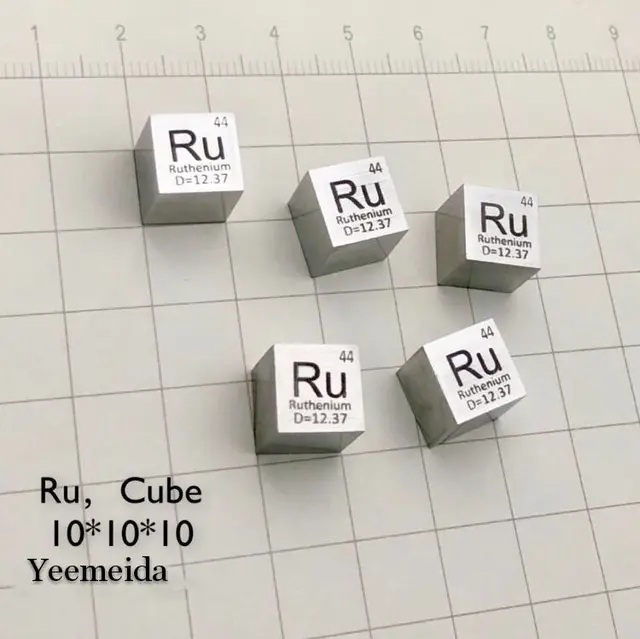 1 2 3 4 5 6 7 8 9
44
Ru
Ruthenium
D=12.37
44
Ru
Ruthenium
D=12.37
44
Ru
Ruthenium
D=12.37
44
Ru
Ruthenium
D=12.37
44
Ru
Ruthenium
D=12.37
Ru, Cube
10*10*10
Yeemeida